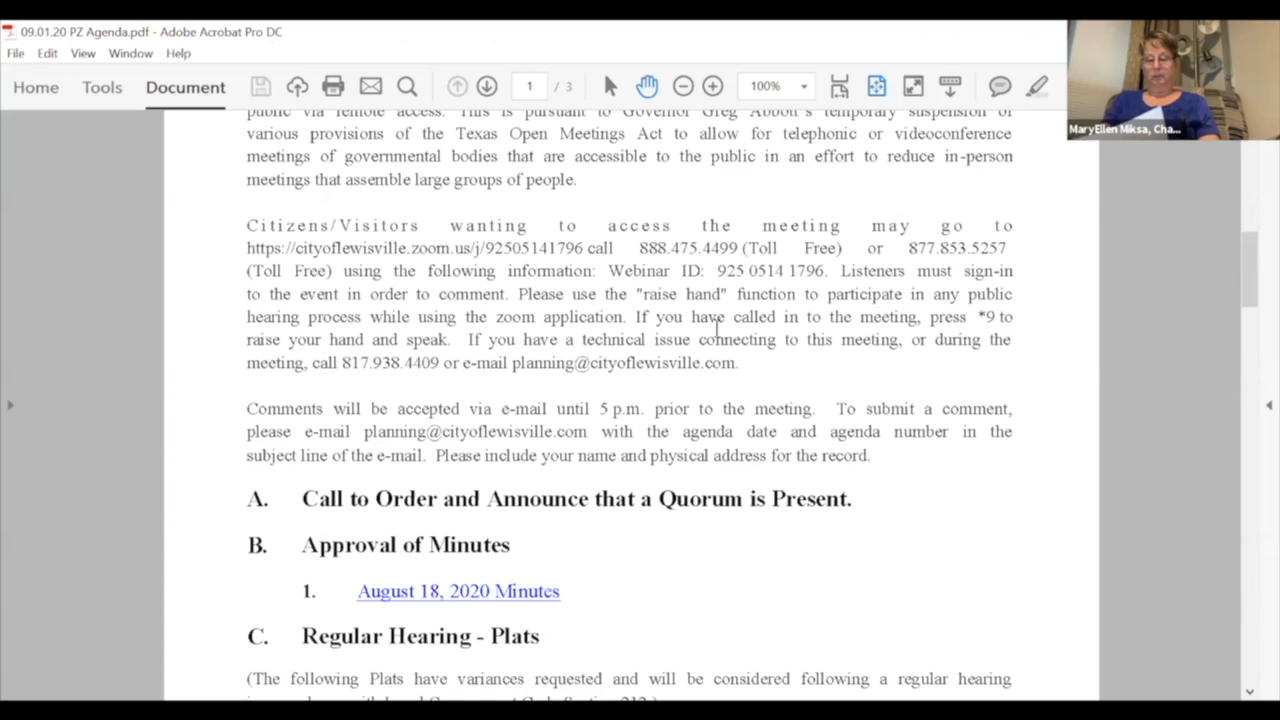 09.01.20 PZ Agenda.pdf - Adobe Acrobat Pro DC
File Edit View Window Help
Home Tools Document 1 / 3 100%
MaryEllen Miksa, Cha...
public via remote access. This is pursuant to Governor Greg Abbott's temporary suspension of
various provisions of the Texas Open Meetings Act to allow for telephonic or videoconference
meetings of governmental bodies that are accessible to the public in an effort to reduce in-person
meetings that assemble large groups of people.
Citizens/Visitors wanting to access the meeting may go to
https://cityoflewisville.zoom.us/j/92505141796 call 888.475.4499 (Toll Free) or 877.853.5257
(Toll Free) using the following information: Webinar ID: 925 0514 1796. Listeners must sign-in
to the event in order to comment. Please use the "raise hand" function to participate in any public
hearing process while using the zoom application. If you have called in to the meeting, press *9 to
raise your hand and speak. If you have a technical issue connecting to this meeting, or during the
meeting, call 817.938.4409 or e-mail planning@cityoflewisville.com.
Comments will be accepted via e-mail until 5 p.m. prior to the meeting. To submit a comment,
please e-mail planning@cityoflewisville.com with the agenda date and agenda number in the
subject line of the e-mail. Please include your name and physical address for the record.
A. Call to Order and Announce that a Quorum is Present.
B. Approval of Minutes
1. August 18, 2020 Minutes
C. Regular Hearing - Plats
(The following Plats have variances requested and will be considered following a regular hearing